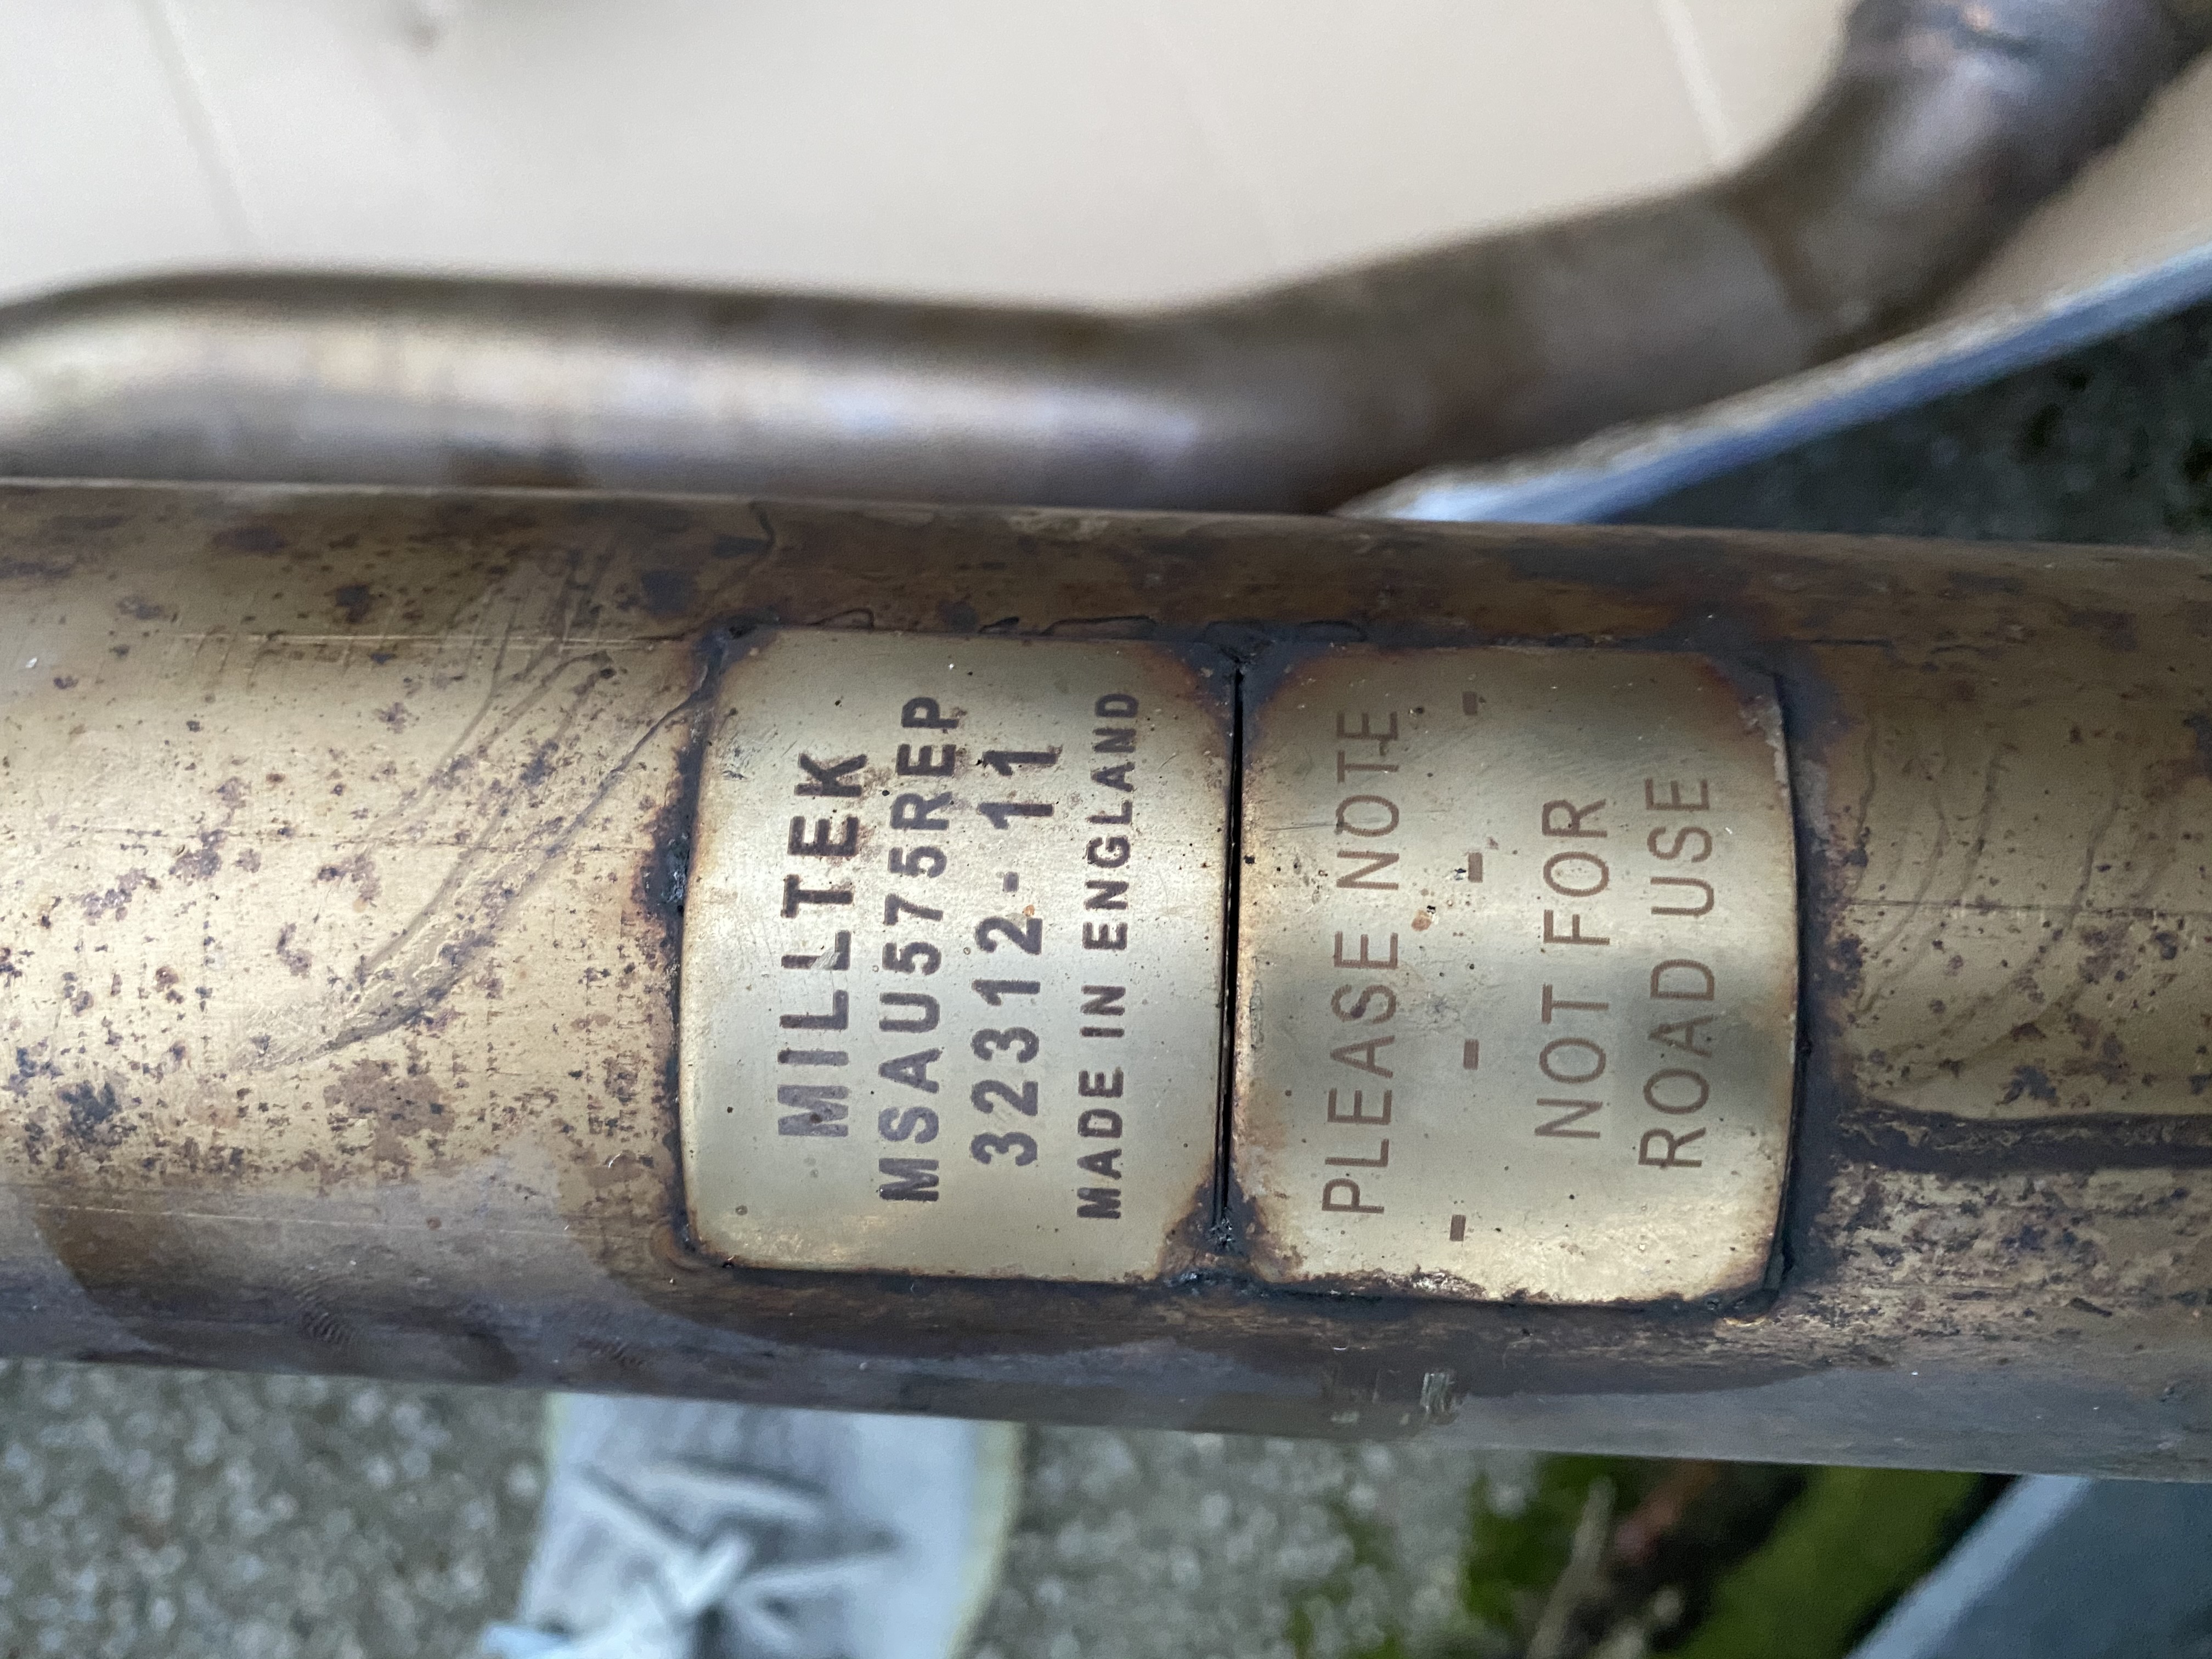 MILLTEK
MSAU575REP
32312-11
MADE IN ENGLAND
PLEASE NOTE
- - - -
NOT FOR
ROAD USE